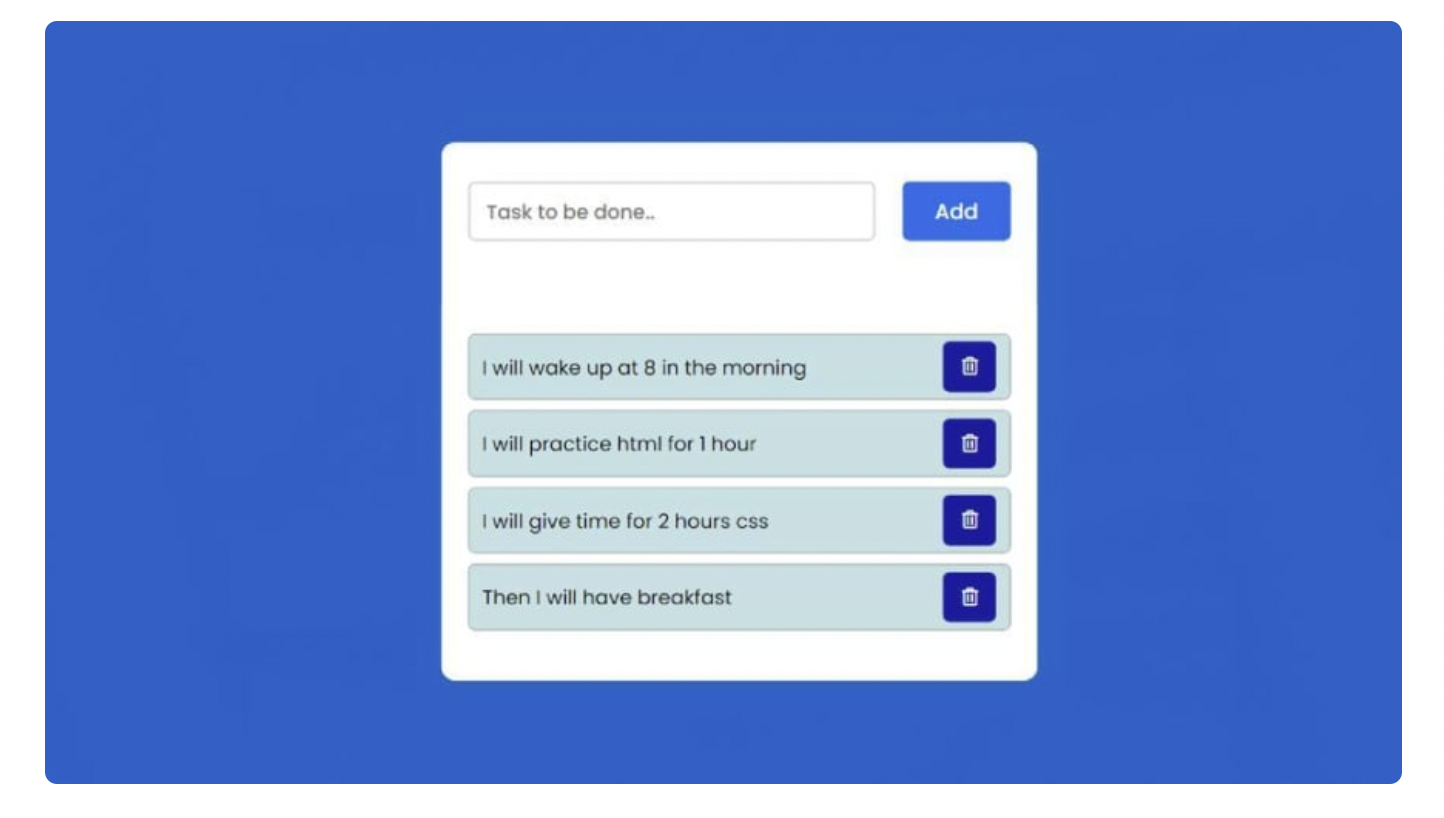 Task to be done..
Add
I will wake up at 8 in the morning
I will practice html for 1 hour
I will give time for 2 hours css
Then I will have breakfast